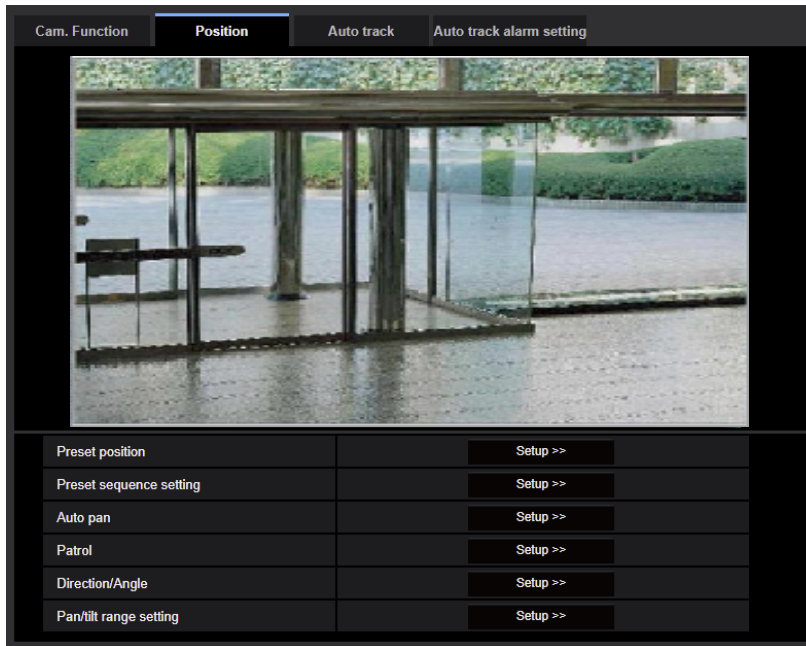 Cam. Function Position Auto track Auto track alarm setting
Preset position Setup >>
Preset sequence setting Setup >>
Auto pan Setup >>
Patrol Setup >>
Direction/Angle Setup >>
Pan/tilt range setting Setup >>